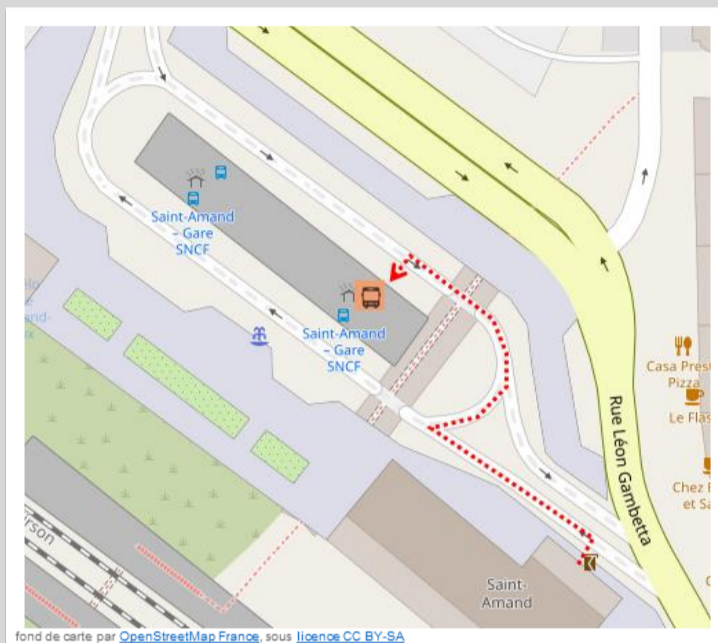 Saint-Amand
– Gare
SNCF
Saint-Amand
– Gare
SNCF
Casa Prest
Pizza
Le Flas
Rue Léon Gambetta
Chez
et Sa
Saint-
Amand
fond de carte par OpenStreetMap France, sous licence CC BY-SA